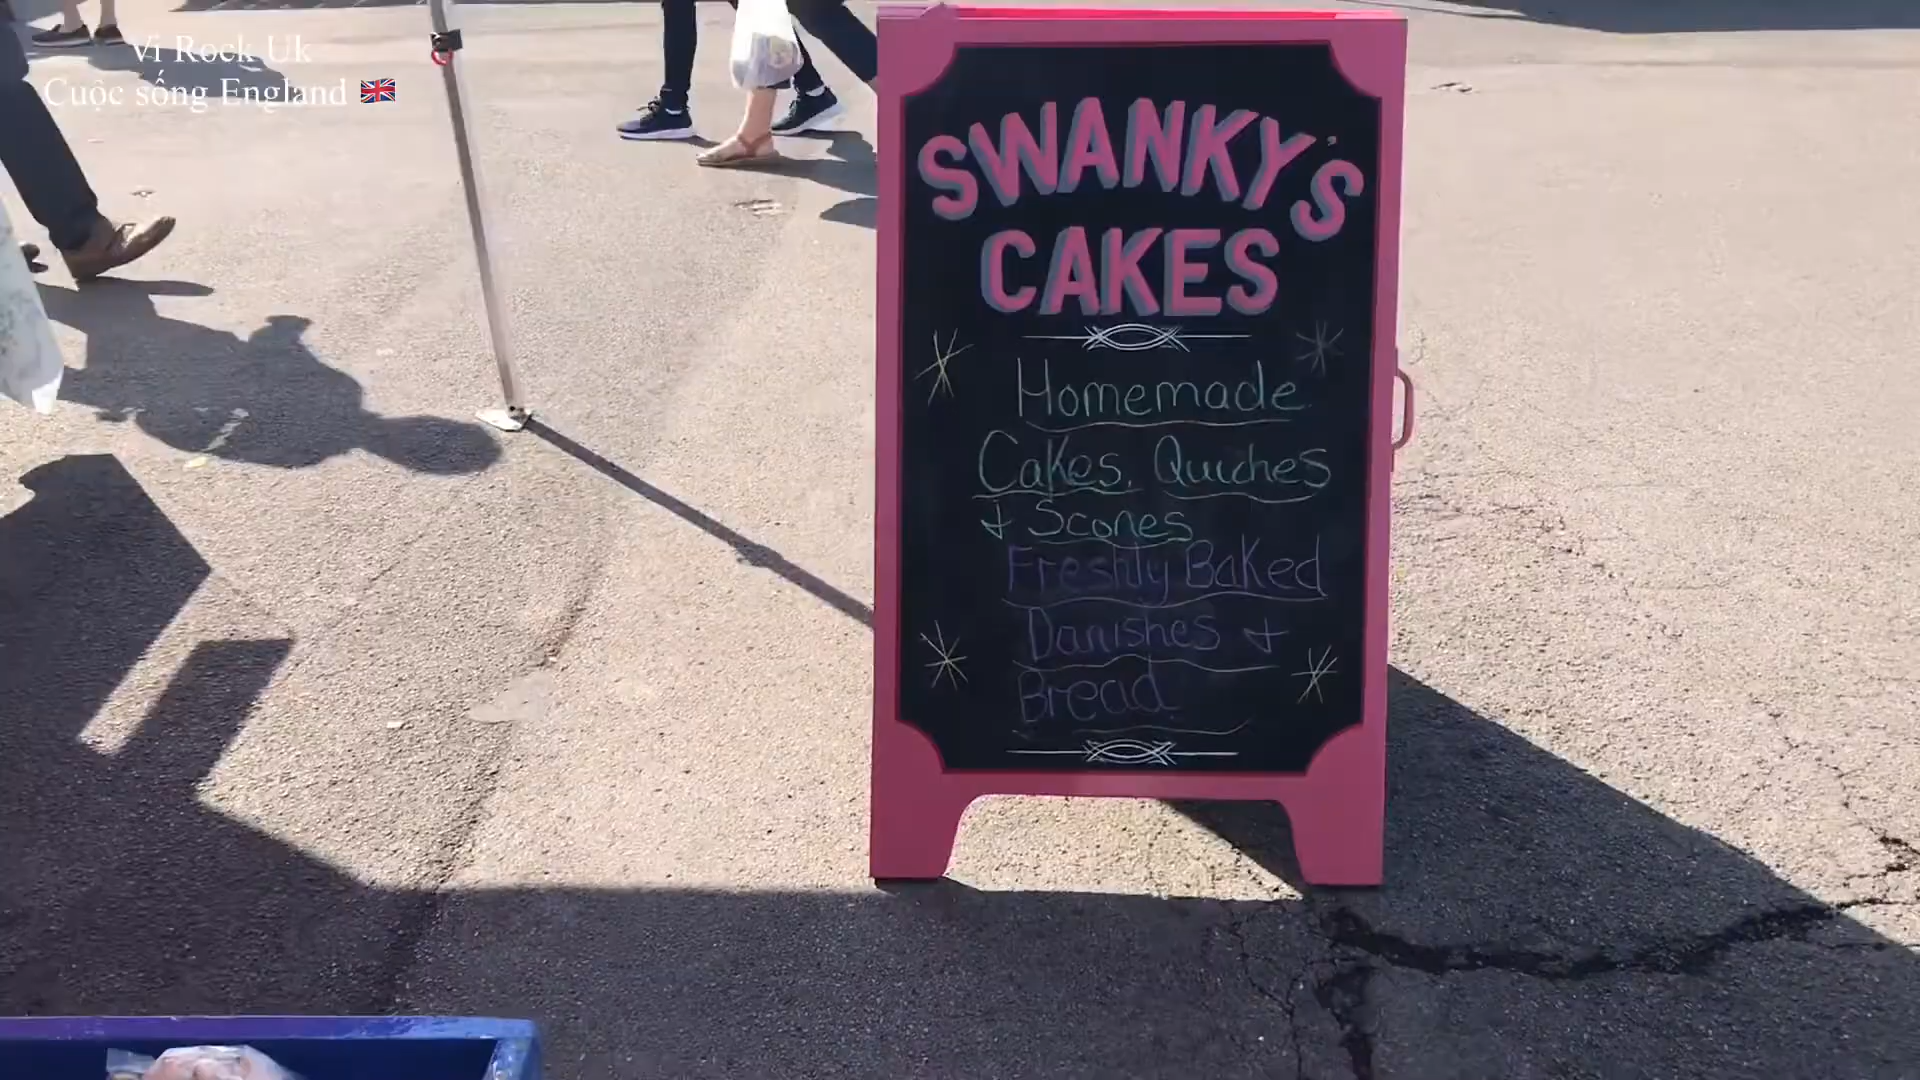 Vi Rock Uk
Cuộc sống England 🇬🇧
SWANKY'S
CAKES
Homemade
Cakes, Quiches
+ Scones
Freshly Baked
Danishes +
Bread